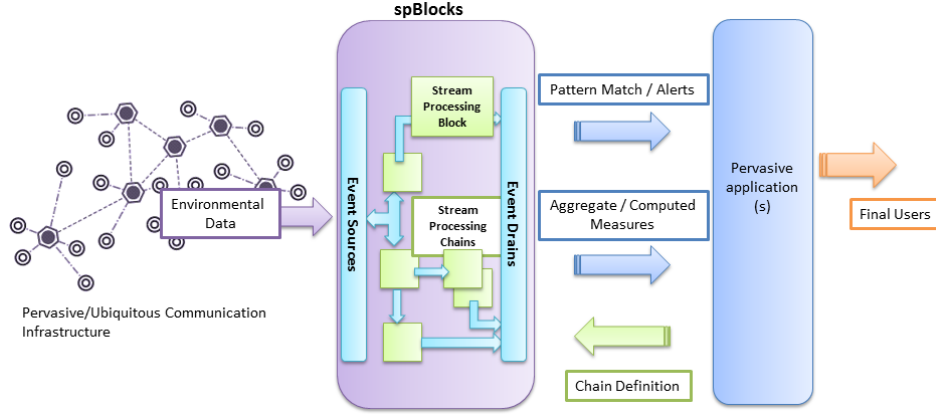 spBlocks
Stream
Processing
Block
Pattern Match / Alerts
Pervasive
application
(s)
Environmental
Data
Event Sources
Event Drains
Stream
Processing
Chains
Aggregate / Computed
Measures
Final Users
Pervasive/Ubiquitous Communication
Infrastructure
Chain Definition